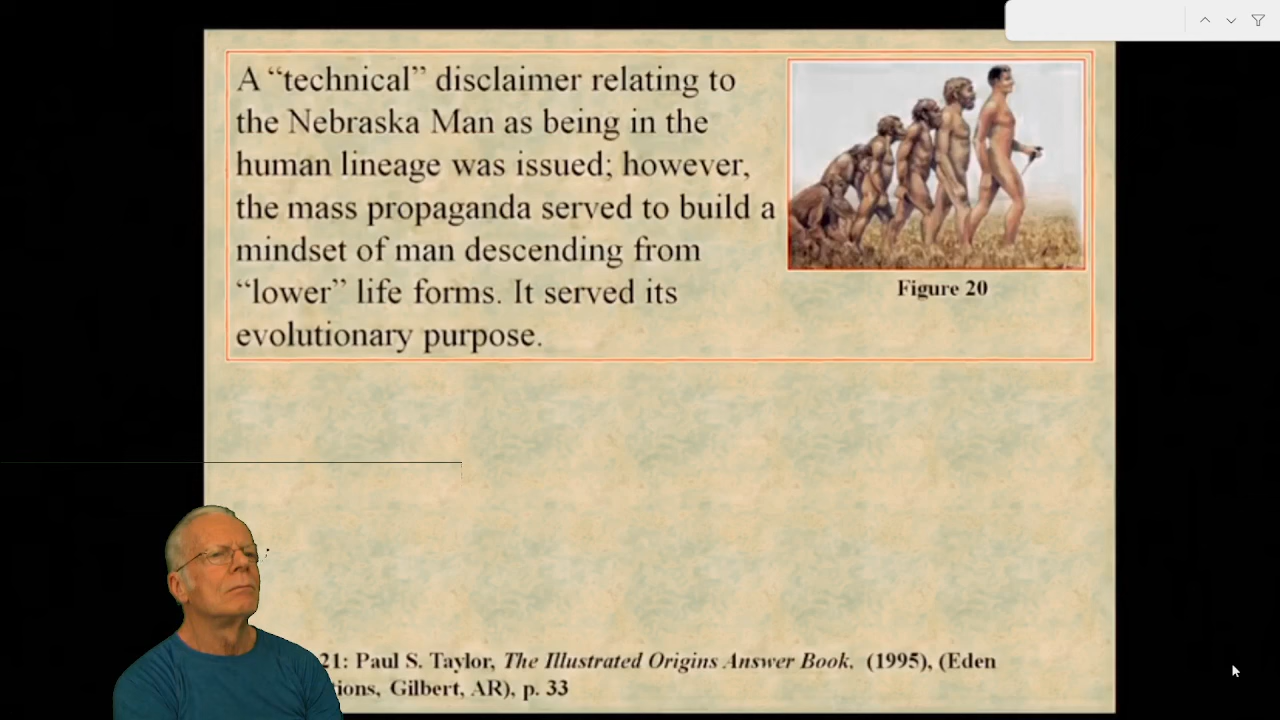 A “technical” disclaimer relating to
the Nebraska Man as being in the
human lineage was issued; however,
the mass propaganda served to build a
mindset of man descending from
“lower” life forms. It served its
evolutionary purpose.
Figure 20
21: Paul S. Taylor, The Illustrated Origins Answer Book. (1995), (Eden
ions, Gilbert, AR), p. 33